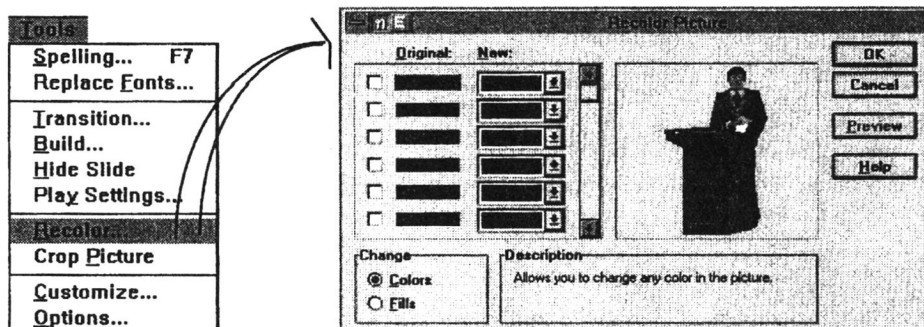 Tools
Spelling... F7
Replace Fonts...
Transition...
Build...
Hide Slide
Play Settings...
Recolor...
Crop Picture
Customize...
Options...
Recolor Picture
Original: New:
OK
Cancel
Preview
Help
Change
Colors
Fills
Description
Allows you to change any color in the picture.